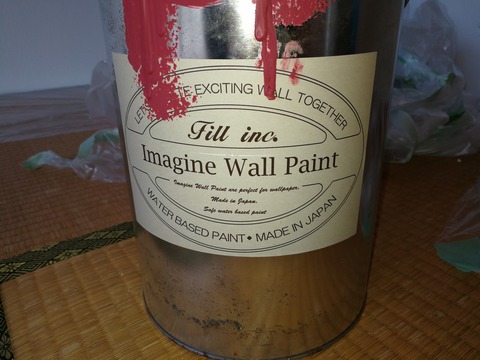 EXCITING WALL TOGETHER
Fill inc.
Imagine Wall Paint
Imagine Wall Paint are perfect for wallpaper.
Made in Japan.
Safe water based paint
WATER BASED PAINT◆MADE IN JAPAN